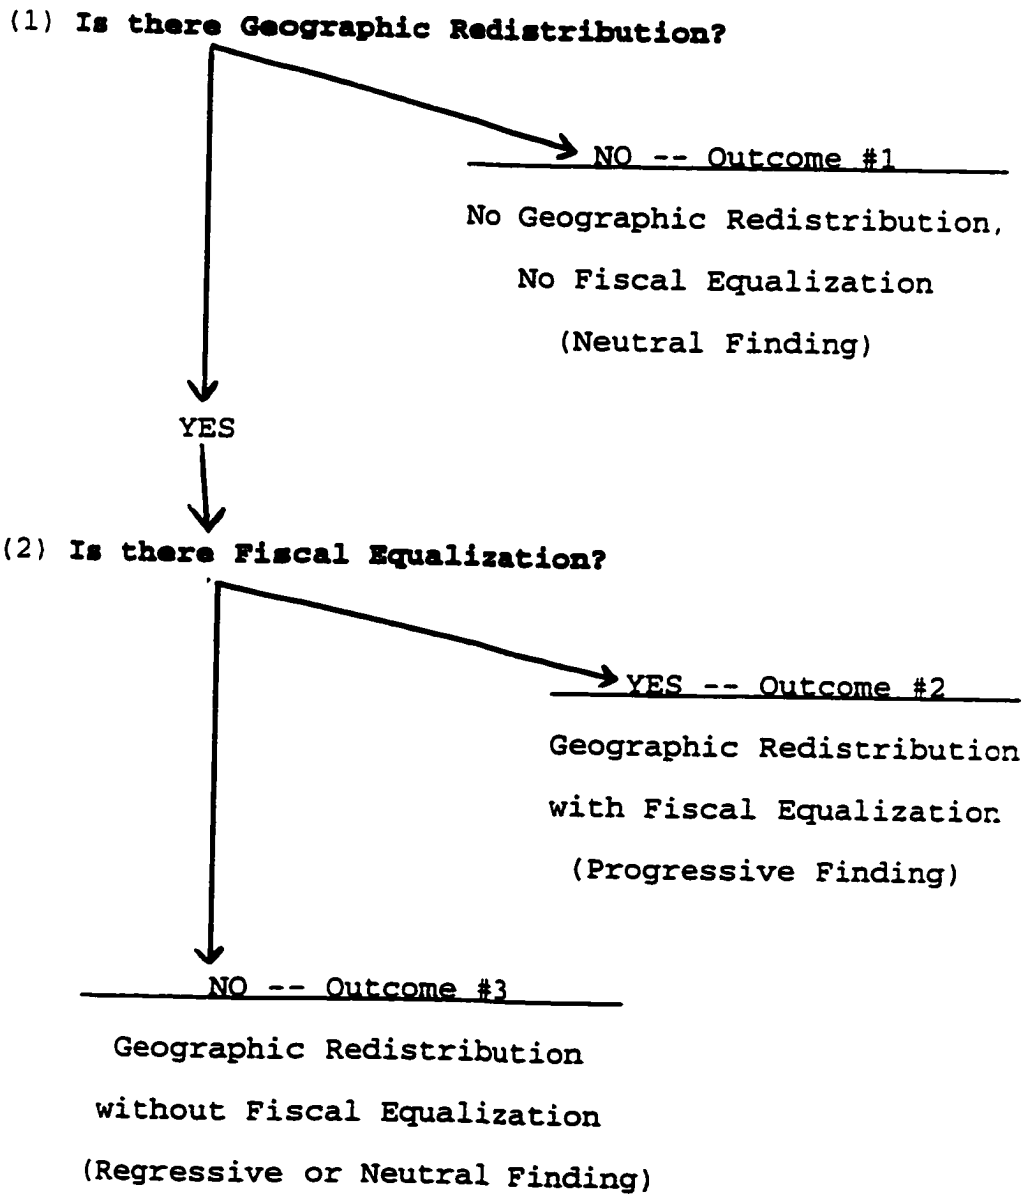 (1) Is there Geographic Redistribution?
NO -- Outcome #1
No Geographic Redistribution,
No Fiscal Equalization
(Neutral Finding)
YES
(2) Is there Fiscal Equalization?
YES -- Outcome #2
Geographic Redistribution
with Fiscal Equalization
(Progressive Finding)
NO -- Outcome #3
Geographic Redistribution
without Fiscal Equalization
(Regressive or Neutral Finding)